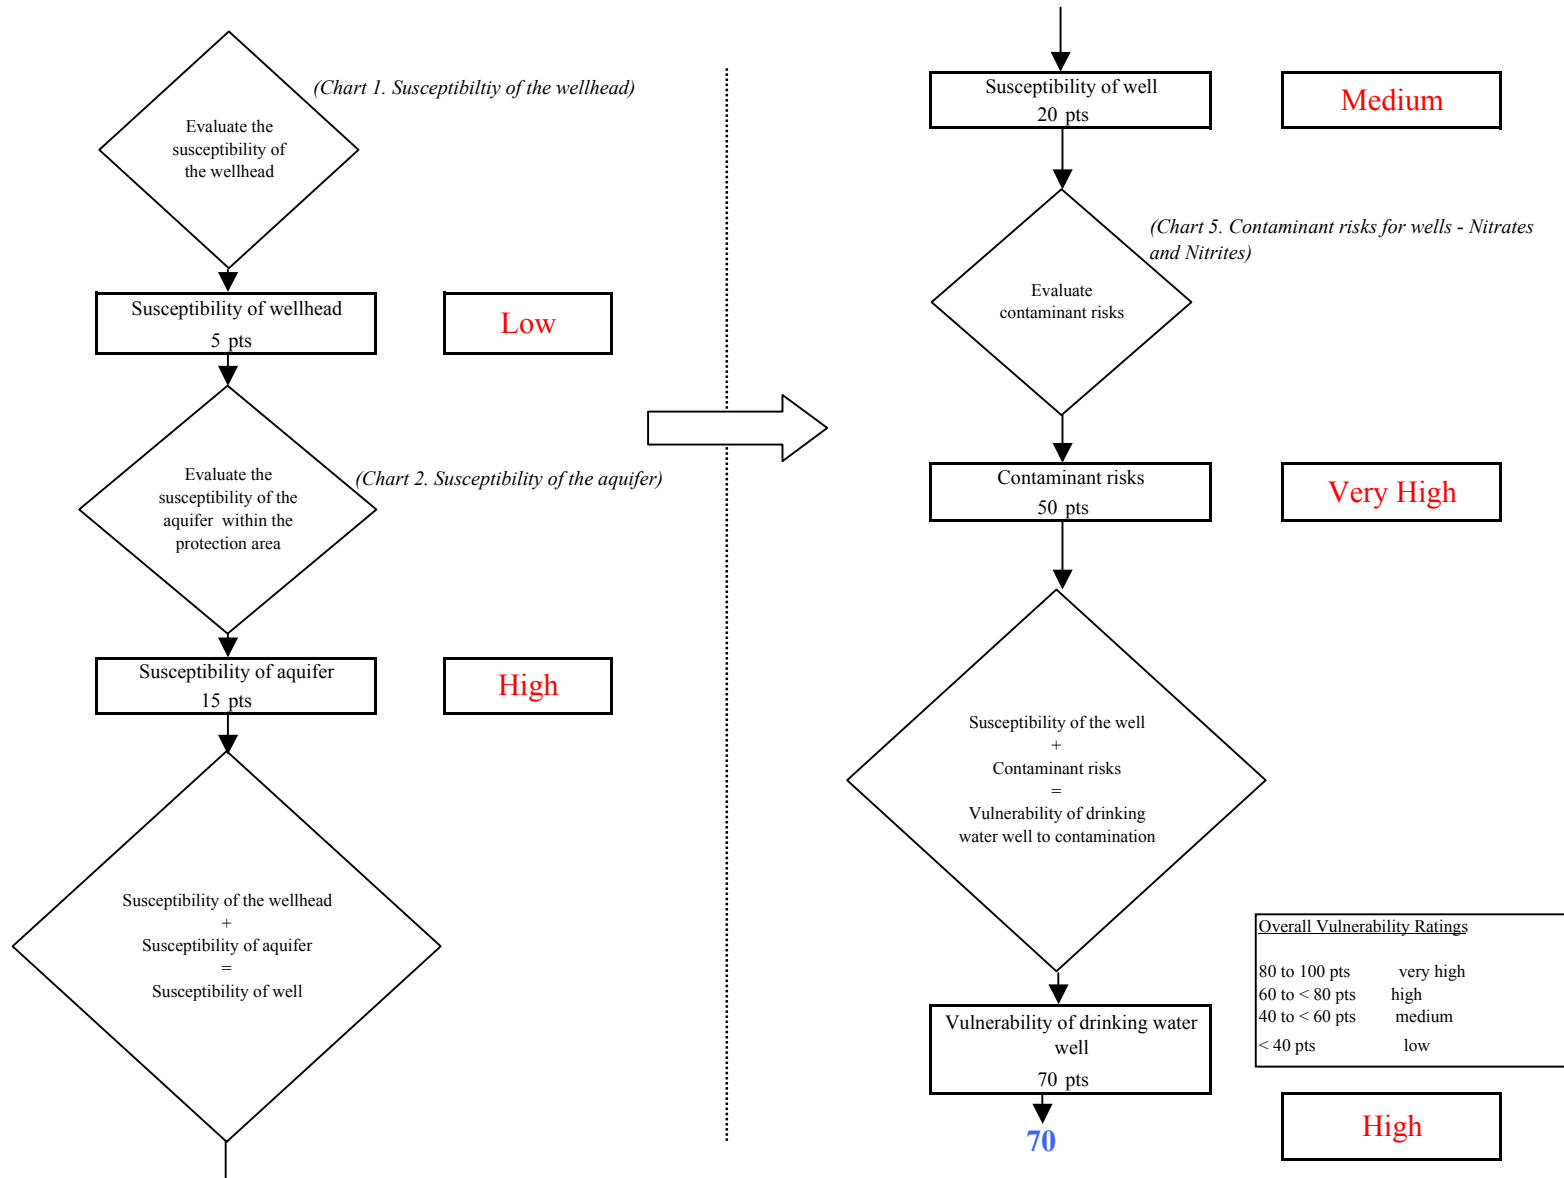 (Chart 1. Susceptibiltiy of the wellhead)
Evaluate the
susceptibility of
the wellhead
Susceptibility of wellhead
5 pts
Low
Evaluate the
susceptibility of the
aquifer within the
protection area
(Chart 2. Susceptibility of the aquifer)
Susceptibility of aquifer
15 pts
High
Susceptibility of the wellhead
+
Susceptibility of aquifer
=
Susceptibility of well
Susceptibility of well
20 pts
Medium
(Chart 5. Contaminant risks for wells - Nitrates
and Nitrites)
Evaluate
contaminant risks
Contaminant risks
50 pts
Very High
Susceptibility of the well
+
Contaminant risks
=
Vulnerability of drinking
water well to contamination
Overall Vulnerability Ratings
80 to 100 pts very high
60 to < 80 pts high
40 to < 60 pts medium
< 40 pts low
Vulnerability of drinking water
well
70 pts
70
High